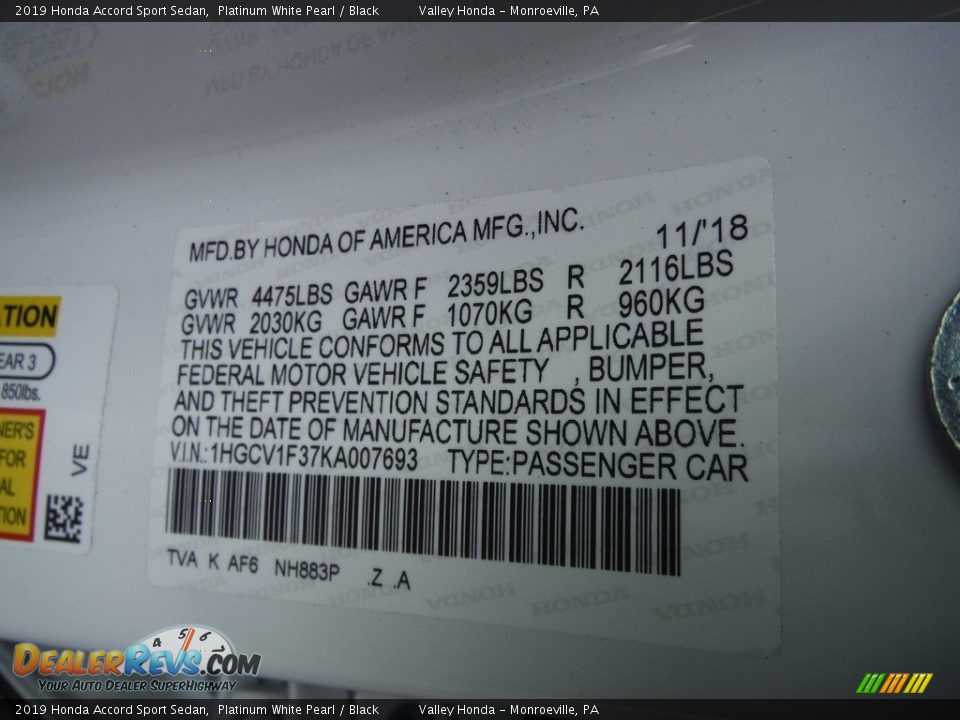 2019 Honda Accord Sport Sedan, Platinum White Pearl / Black Valley Honda - Monroeville, PA
MFD.BY HONDA OF AMERICA MFG.,INC.
11/'18
GVWR 4475LBS GAWR F 2359LBS R 2116LBS
GVWR 2030KG GAWR F 1070KG R 960KG
THIS VEHICLE CONFORMS TO ALL APPLICABLE
FEDERAL MOTOR VEHICLE SAFETY , BUMPER,
AND THEFT PREVENTION STANDARDS IN EFFECT
ON THE DATE OF MANUFACTURE SHOWN ABOVE.
V.I.N.:1HGCV1F37KA007693 TYPE:PASSENGER CAR
TVA K AF6 NH883P .Z .A
EAR 3
850lbs.
VE
4 5 6
DEALERREVS.COM
YOUR AUTO DEALER SUPERHIGHWAY
2019 Honda Accord Sport Sedan, Platinum White Pearl / Black Valley Honda - Monroeville, PA